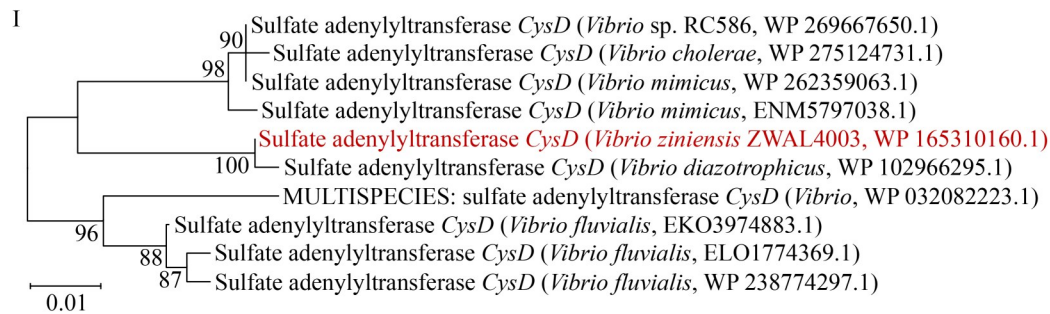 I
Sulfate adenylyltransferase CysD (Vibrio sp. RC586, WP 269667650.1)
90
Sulfate adenylyltransferase CysD (Vibrio cholerae, WP 275124731.1)
98
Sulfate adenylyltransferase CysD (Vibrio mimicus, WP 262359063.1)
Sulfate adenylyltransferase CysD (Vibrio mimicus, ENM5797038.1)
Sulfate adenylyltransferase CysD (Vibrio ziniensis ZWAL4003, WP 165310160.1)
100
Sulfate adenylyltransferase CysD (Vibrio diazotrophicus, WP 102966295.1)
MULTISPECIES: sulfate adenylyltransferase CysD (Vibrio, WP 032082223.1)
96
Sulfate adenylyltransferase CysD (Vibrio fluvialis, EKO3974883.1)
88
Sulfate adenylyltransferase CysD (Vibrio fluvialis, ELO1774369.1)
87
Sulfate adenylyltransferase CysD (Vibrio fluvialis, WP 238774297.1)
0.01